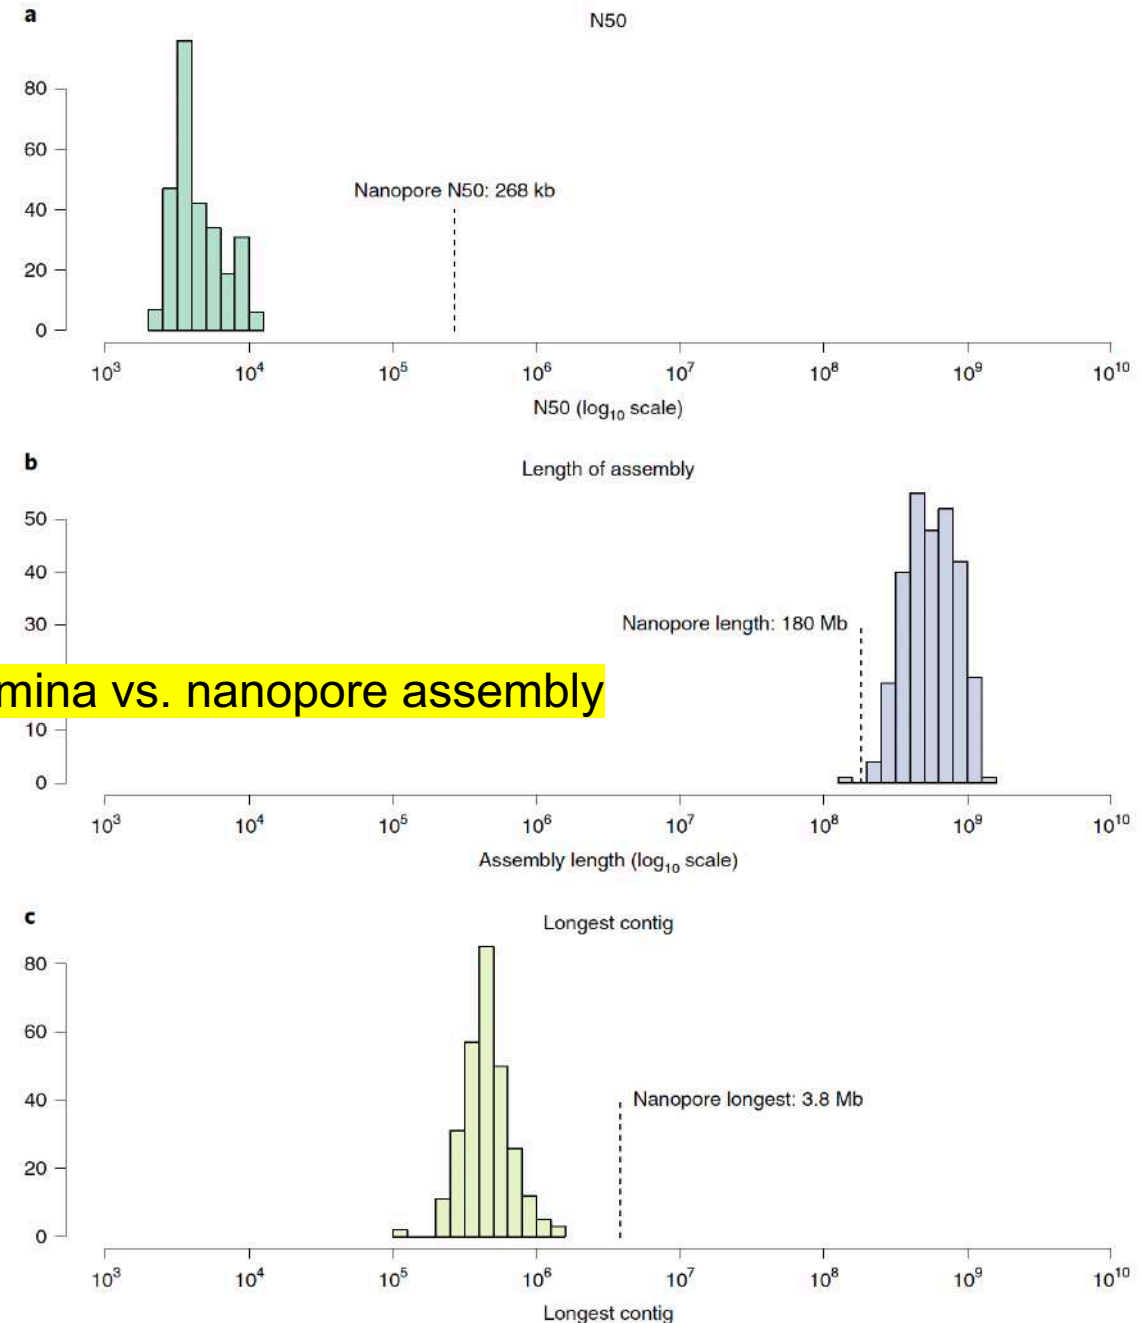 a
N50
80
60
40
20
0
Nanopore N50: 268 kb
10³ 10⁴ 10⁵ 10⁶ 10⁷ 10⁸ 10⁹ 10¹⁰
N50 (log₁₀ scale)
b
Length of assembly
50
40
30
Nanopore length: 180 Mb
mina vs. nanopore assembly
10
0
10³ 10⁴ 10⁵ 10⁶ 10⁷ 10⁸ 10⁹ 10¹⁰
Assembly length (log₁₀ scale)
c
Longest contig
80
60
40
20
0
Nanopore longest: 3.8 Mb
10³ 10⁴ 10⁵ 10⁶ 10⁷ 10⁸ 10⁹ 10¹⁰
Longest contig